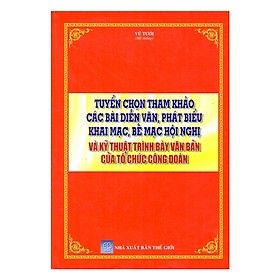 VŨ TƯƠI
(Hệ thống)
TUYỂN CHỌN THAM KHẢO
CÁC BÀI DIỄN VĂN, PHÁT BIỂU
KHAI MẠC, BẾ MẠC HỘI NGHỊ
VÀ KỸ THUẬT TRÌNH BÀY VĂN BẢN
CỦA TỔ CHỨC CÔNG ĐOÀN
NHÀ XUẤT BẢN THẾ GIỚI